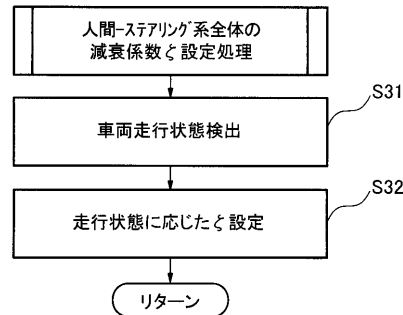 人間-ステアリング系全体の
減衰係数ζ設定処理
S31
車両走行状態検出
S32
走行状態に応じたζ設定
リターン